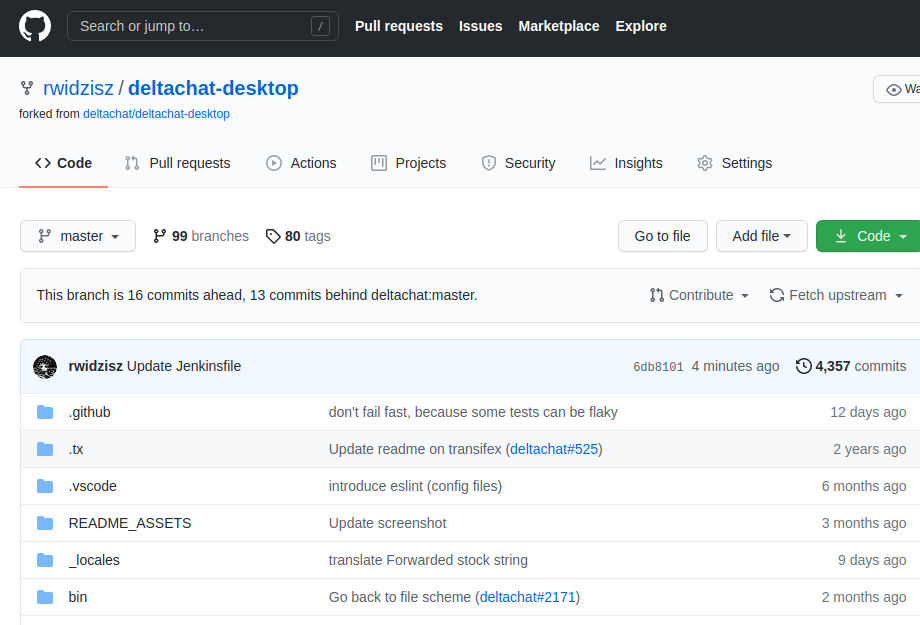 Search or jump to… /
Pull requests Issues Marketplace Explore
rwidzisz / deltachat-desktop
Wa
forked from deltachat/deltachat-desktop
Code Pull requests Actions Projects Security Insights Settings
master 99 branches 80 tags Go to file Add file Code
This branch is 16 commits ahead, 13 commits behind deltachat:master. Contribute Fetch upstream
rwidzisz Update Jenkinsfile 6db8101 4 minutes ago 4,357 commits
.github don't fail fast, because some tests can be flaky 12 days ago
.tx Update readme on transifex (deltachat#525) 2 years ago
.vscode introduce eslint (config files) 6 months ago
README_ASSETS Update screenshot 3 months ago
_locales translate Forwarded stock string 9 days ago
bin Go back to file scheme (deltachat#2171) 2 months ago